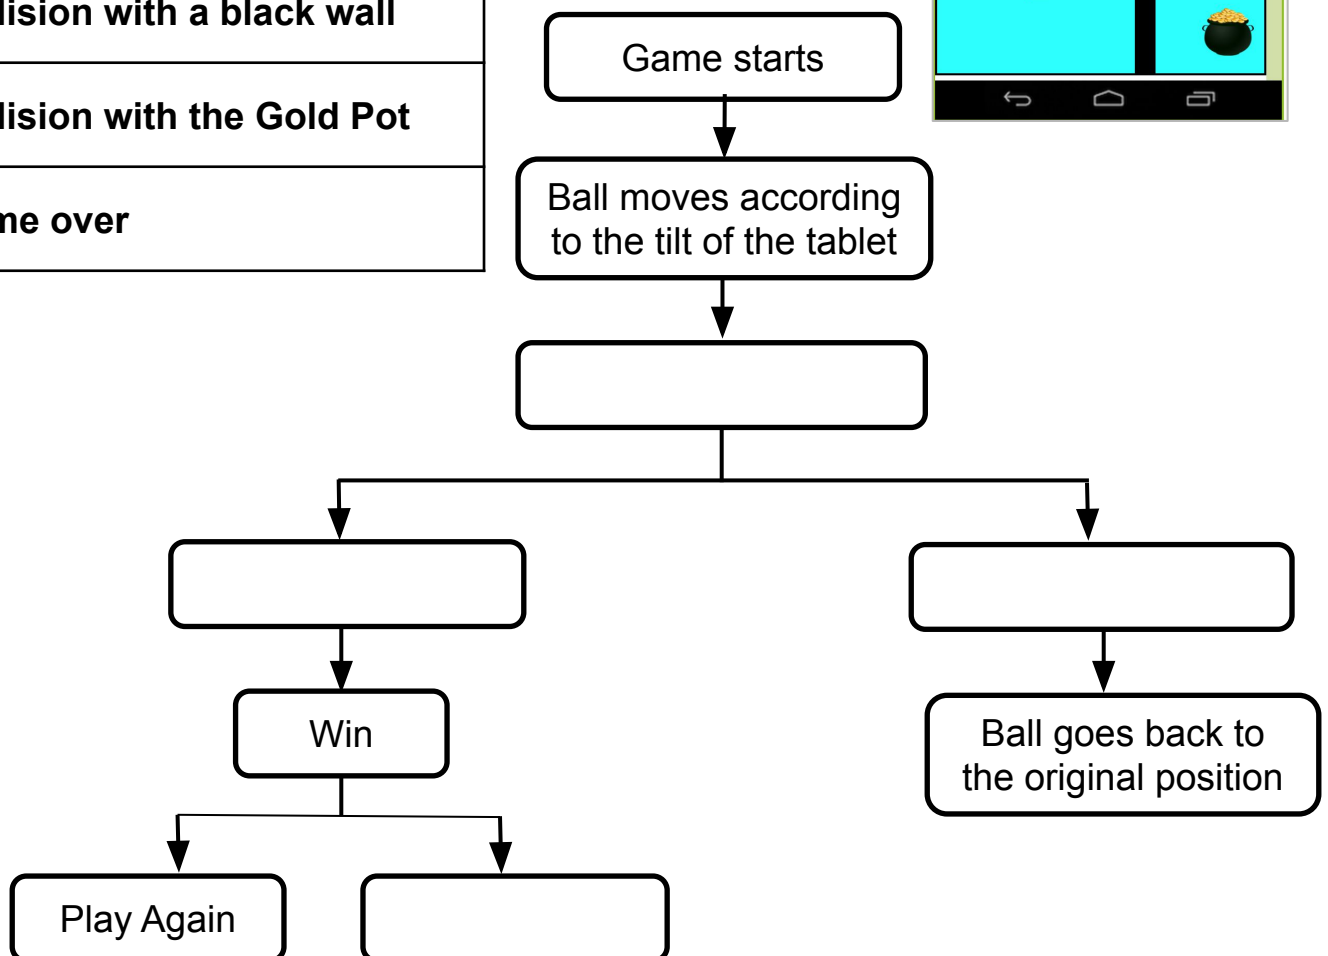 lision with a black wall
lision with the Gold Pot
me over
Game starts
Ball moves according
to the tilt of the tablet
Win
Ball goes back to
the original position
Play Again